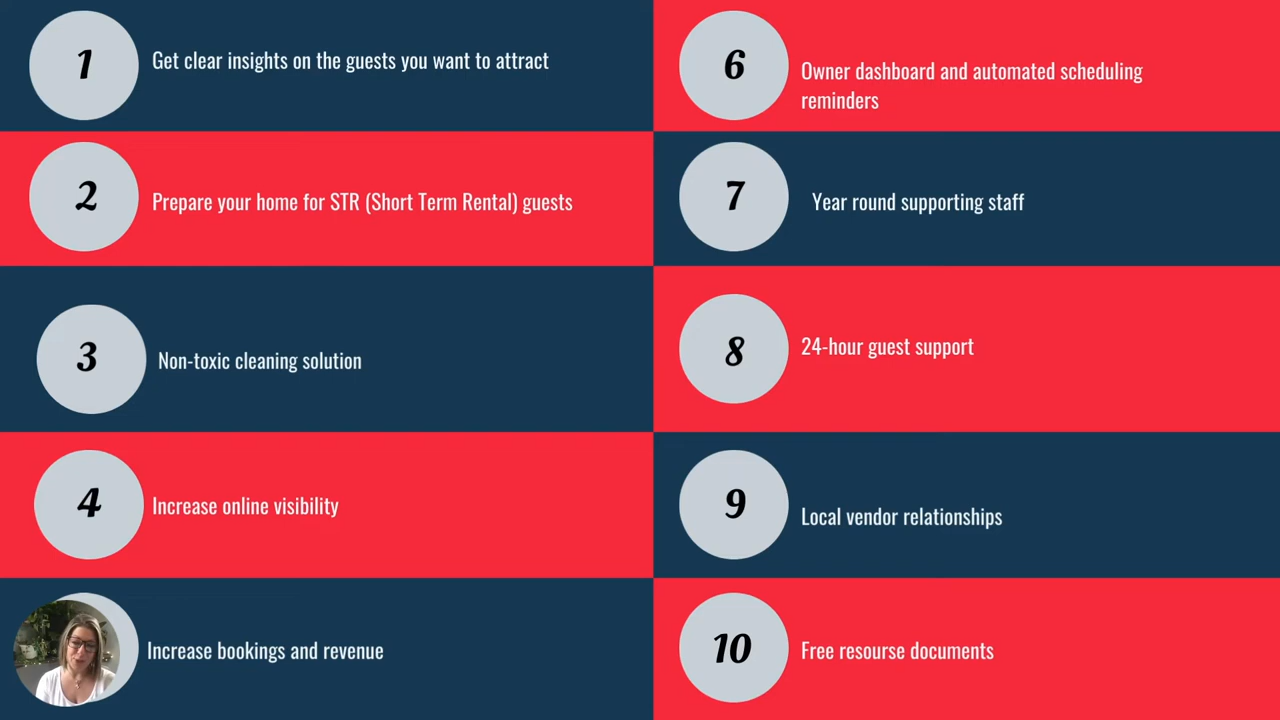 1
Get clear insights on the guests you want to attract
2
Prepare your home for STR (Short Term Rental) guests
3
Non-toxic cleaning solution
4
Increase online visibility
Increase bookings and revenue
6
Owner dashboard and automated scheduling
reminders
7
Year round supporting staff
8
24-hour guest support
9
Local vendor relationships
10
Free resourse documents